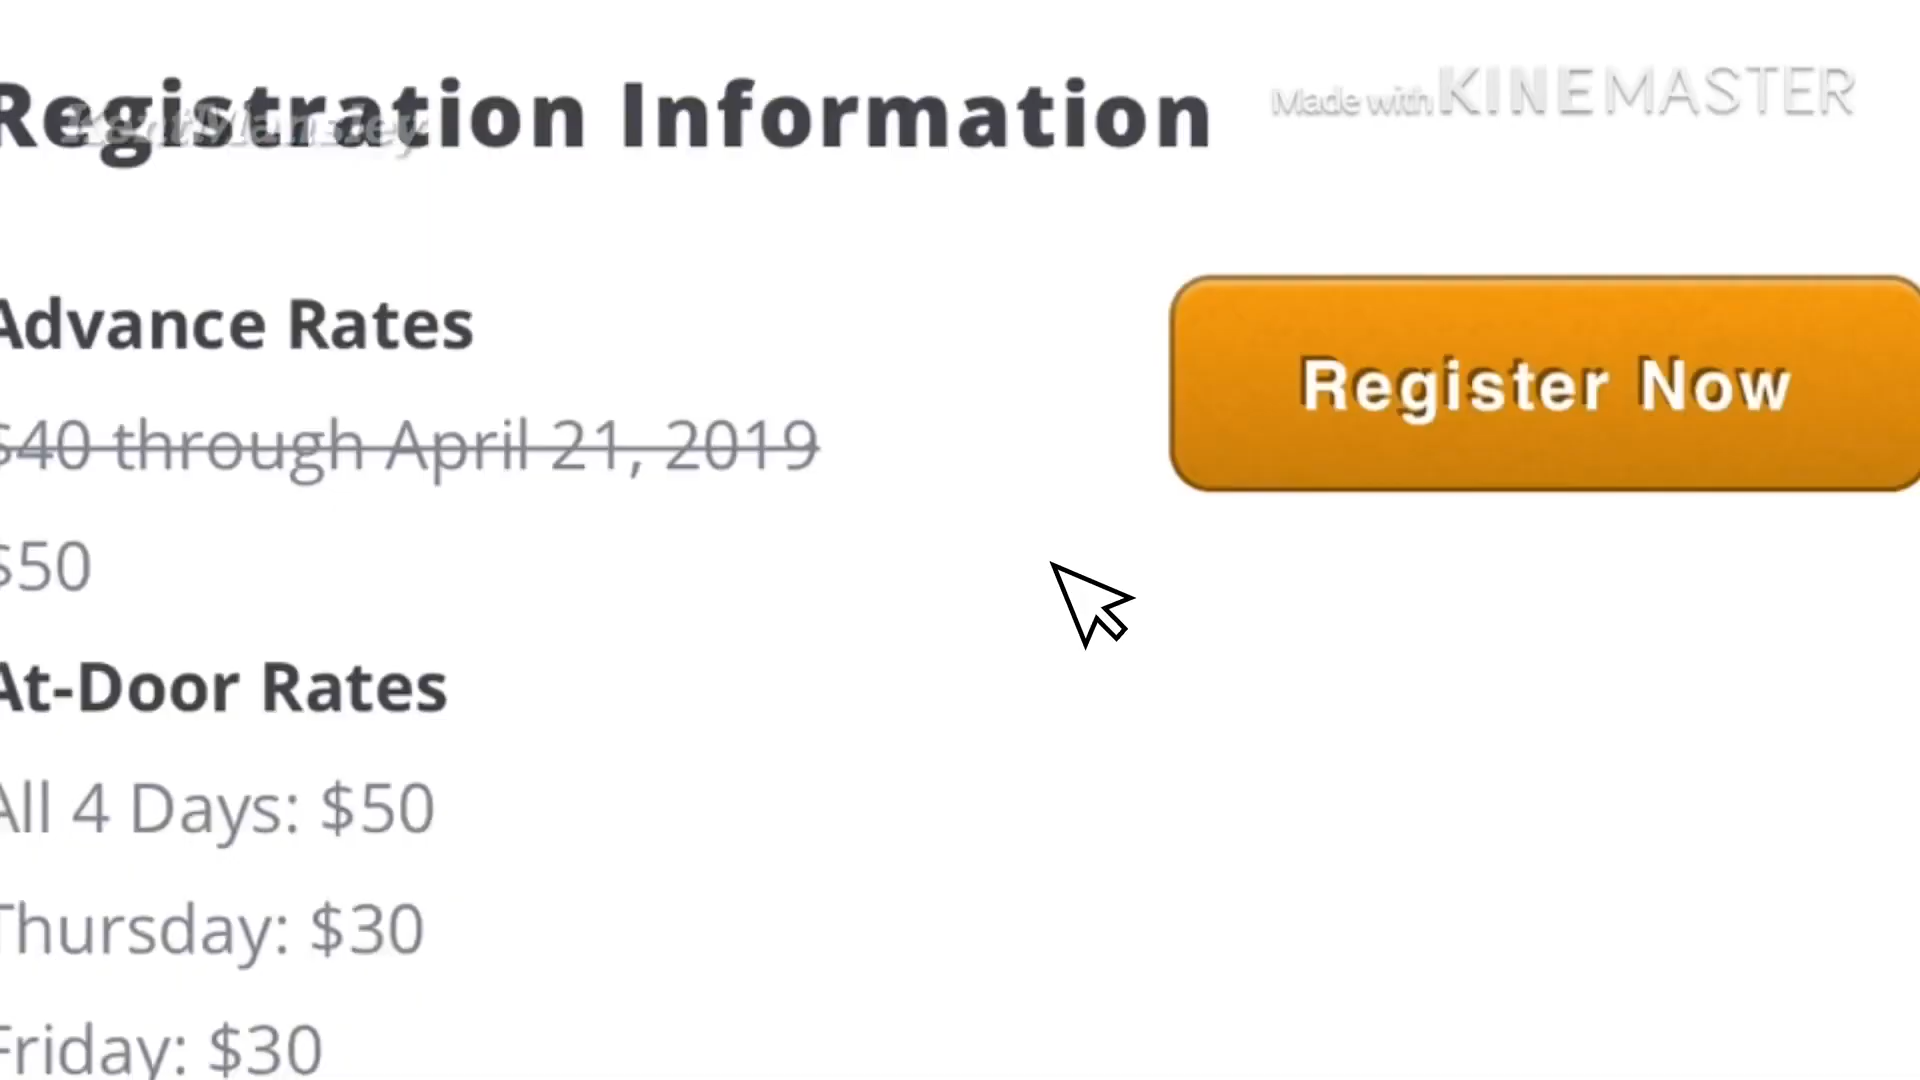 Registration Information
Made with KINEMASTER
KentMansley
Advance Rates
Register Now
$40 through April 21, 2019
$50
At-Door Rates
All 4 Days: $50
Thursday: $30
Friday: $30